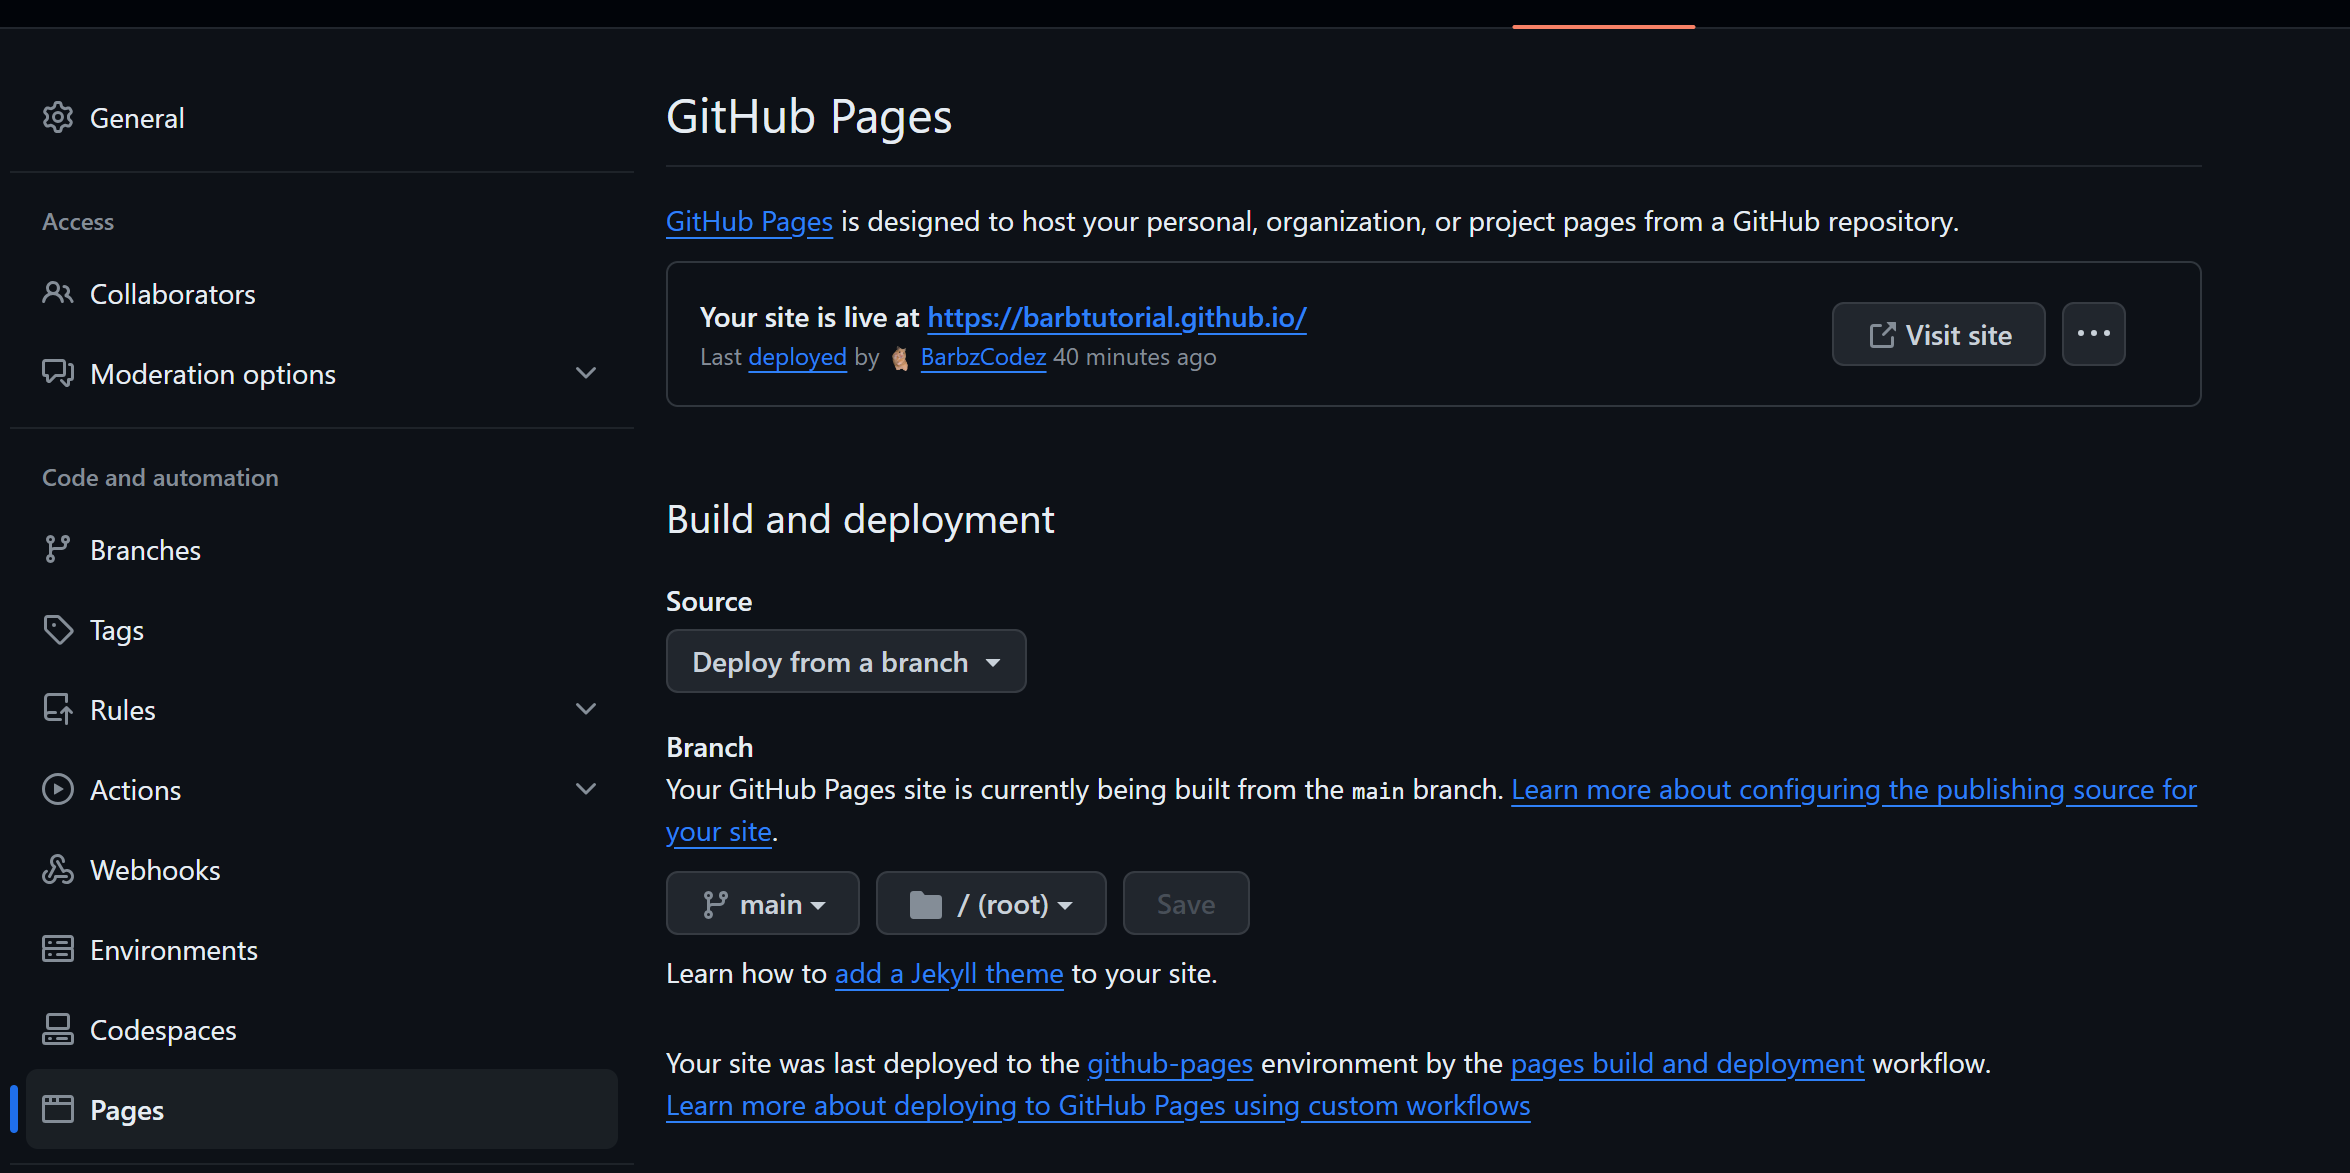 General
Access
Collaborators
Moderation options
Code and automation
Branches
Tags
Rules
Actions
Webhooks
Environments
Codespaces
Pages
GitHub Pages
GitHub Pages is designed to host your personal, organization, or project pages from a GitHub repository.
Your site is live at https://barbtutorial.github.io/
Last deployed by BarbzCodez 40 minutes ago
Visit site
Build and deployment
Source
Deploy from a branch
Branch
Your GitHub Pages site is currently being built from the main branch. Learn more about configuring the publishing source for
your site.
main / (root) Save
Learn how to add a Jekyll theme to your site.
Your site was last deployed to the github-pages environment by the pages build and deployment workflow.
Learn more about deploying to GitHub Pages using custom workflows